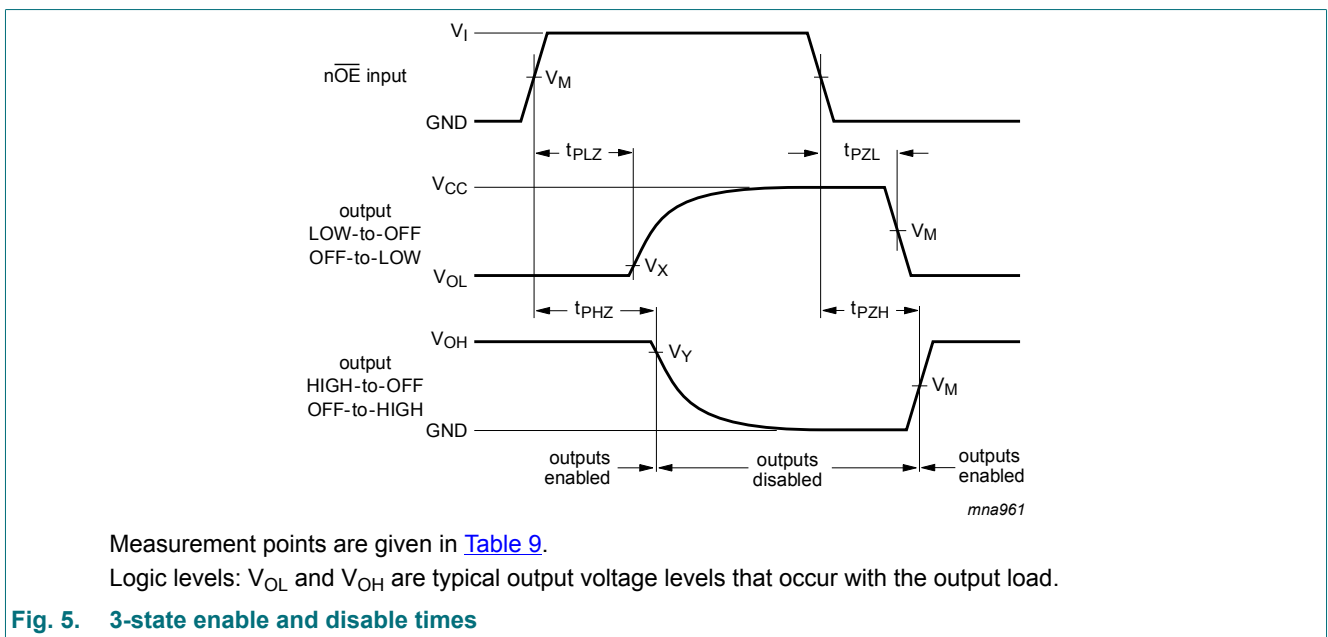 V_I
nOE input
V_M
GND
t_PLZ
t_PZL
V_CC
output
LOW-to-OFF
OFF-to-LOW
V_M
V_X
V_OL
t_PHZ
t_PZH
V_OH
output
HIGH-to-OFF
OFF-to-HIGH
V_Y
V_M
GND
outputs
enabled
outputs
disabled
outputs
enabled
mna961
Measurement points are given in Table 9.
Logic levels: V_OL and V_OH are typical output voltage levels that occur with the output load.
Fig. 5. 3-state enable and disable times